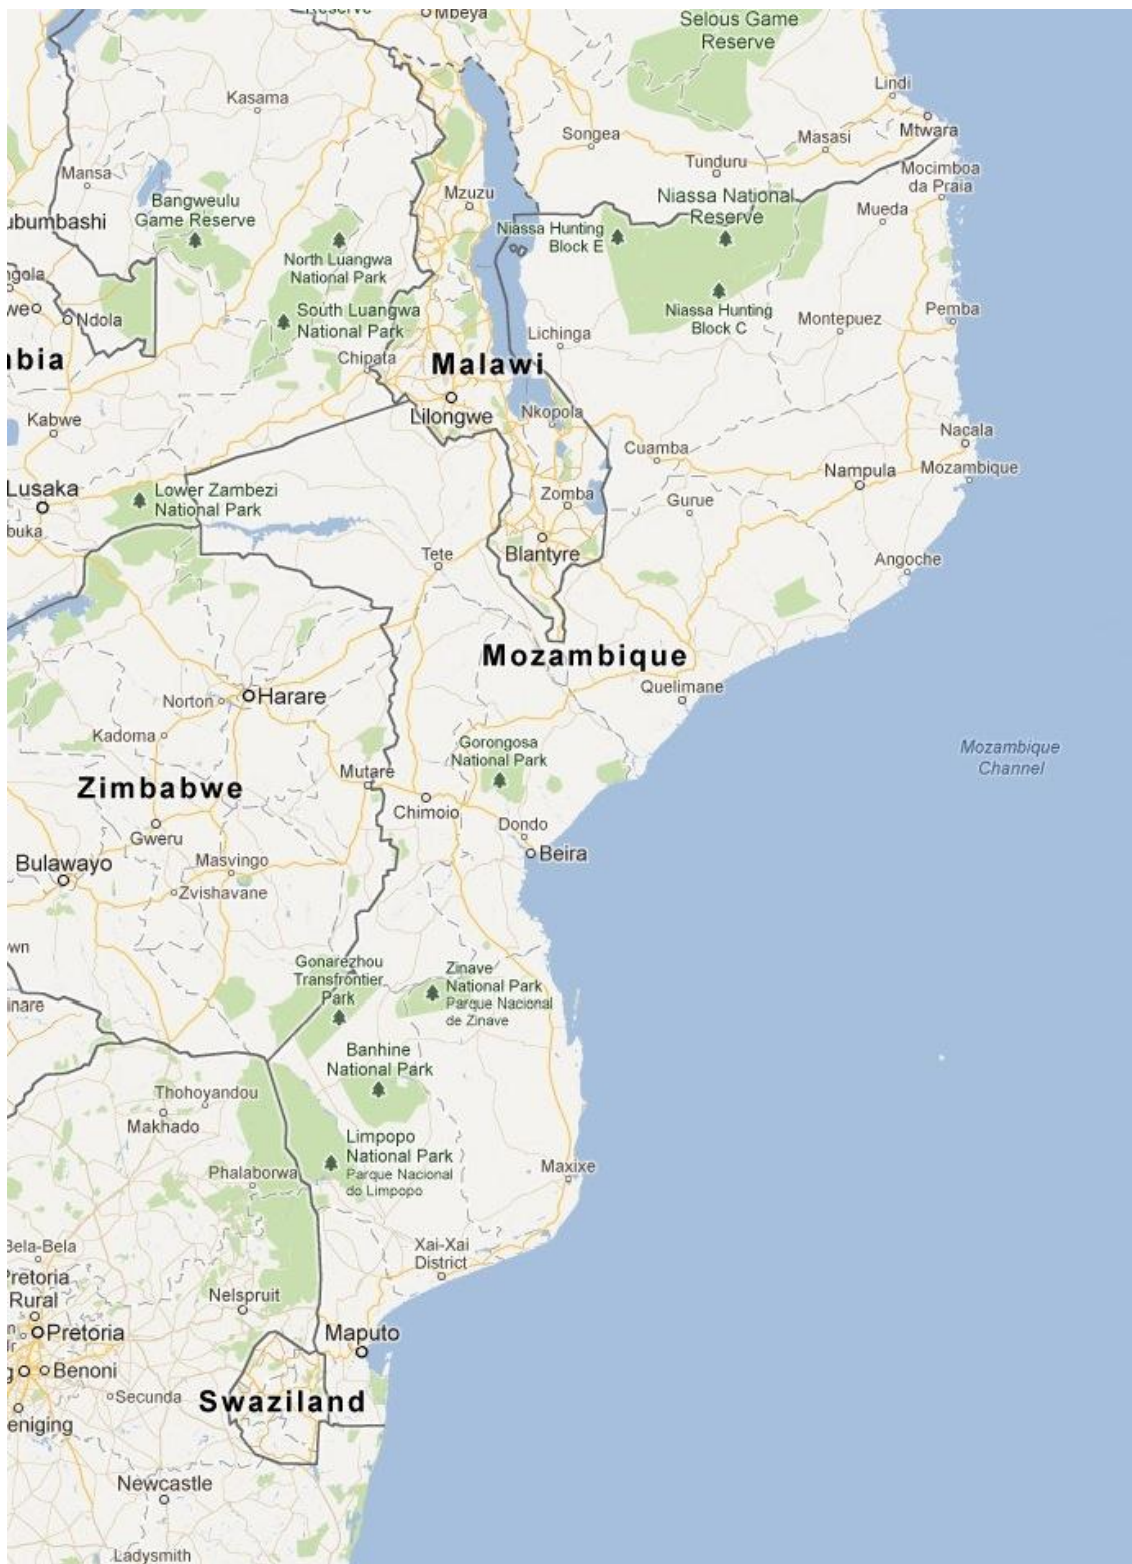 Reserve
Mbeya
Selous Game
Reserve
Kasama
Lindi
Songea
Masasi
Mtwara
Mansa
Tunduru
Mocimboa
da Praia
Bangweulu
Game Reserve
Mzuzu
Niassa National
Reserve
Mueda
ubumbashi
Niassa Hunting
Block E
North Luangwa
National Park
ngola
weo
Ndola
South Luangwa
National Park
Niassa Hunting
Block C
Montepuez
Pemba
Lichinga
nbia
Chipata
Malawi
Lilongwe
Nkopola
Kabwe
Cuamba
Nacala
Nampula
Mozambique
Lusaka
Lower Zambezi
National Park
Zomba
Gurue
buka
Tete
Blantyre
Angoche
Mozambique
Quelimane
Norton
Harare
Kadoma
Gorongosa
National Park
Mozambique
Channel
Mutare
Zimbabwe
Chimoio
Dondo
Gweru
Beira
Bulawayo
Masvingo
Zvishavane
wn
Gonarezhou
Transfrontier
Park
Zinave
National Park
Parque Nacional
de Zinave
inare
Banhine
National Park
Thohoyandou
Makhado
Limpopo
National Park
Parque Nacional
do Limpopo
Phalaborwa
Maxixe
Bela-Bela
Xai-Xai
District
Pretoria
Rural
Nelspruit
Pretoria
Maputo
Benoni
Secunda
Swaziland
eniging
Newcastle
Ladysmith